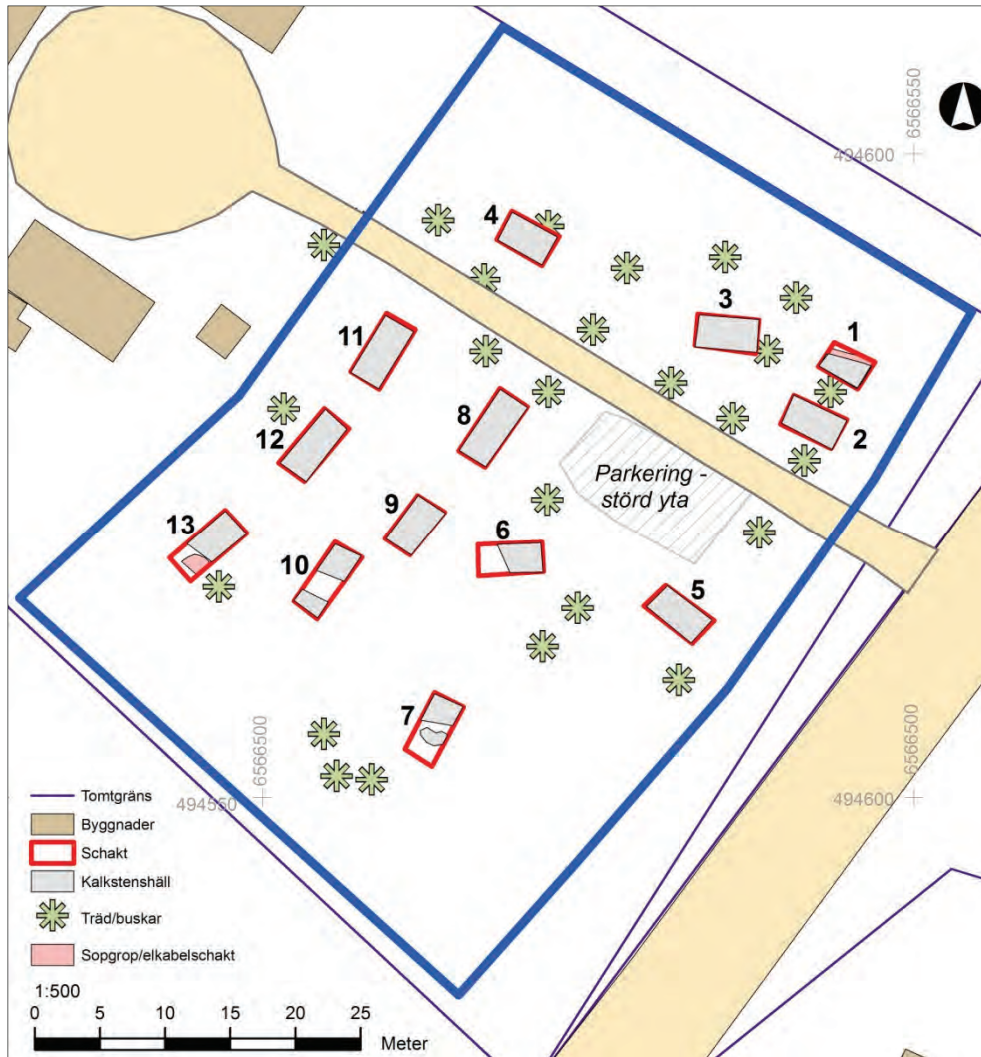 6566550
494600
4
3
1
11
2
8
12
Parkering -
störd yta
9
13
6
10
5
7
6566500
494550
6566500
494600
Tomtgräns
Byggnader
Schakt
Kalkstenshäll
Träd/buskar
Sopgrop/elkabelschakt
1:500
0 5 10 15 20 25
Meter